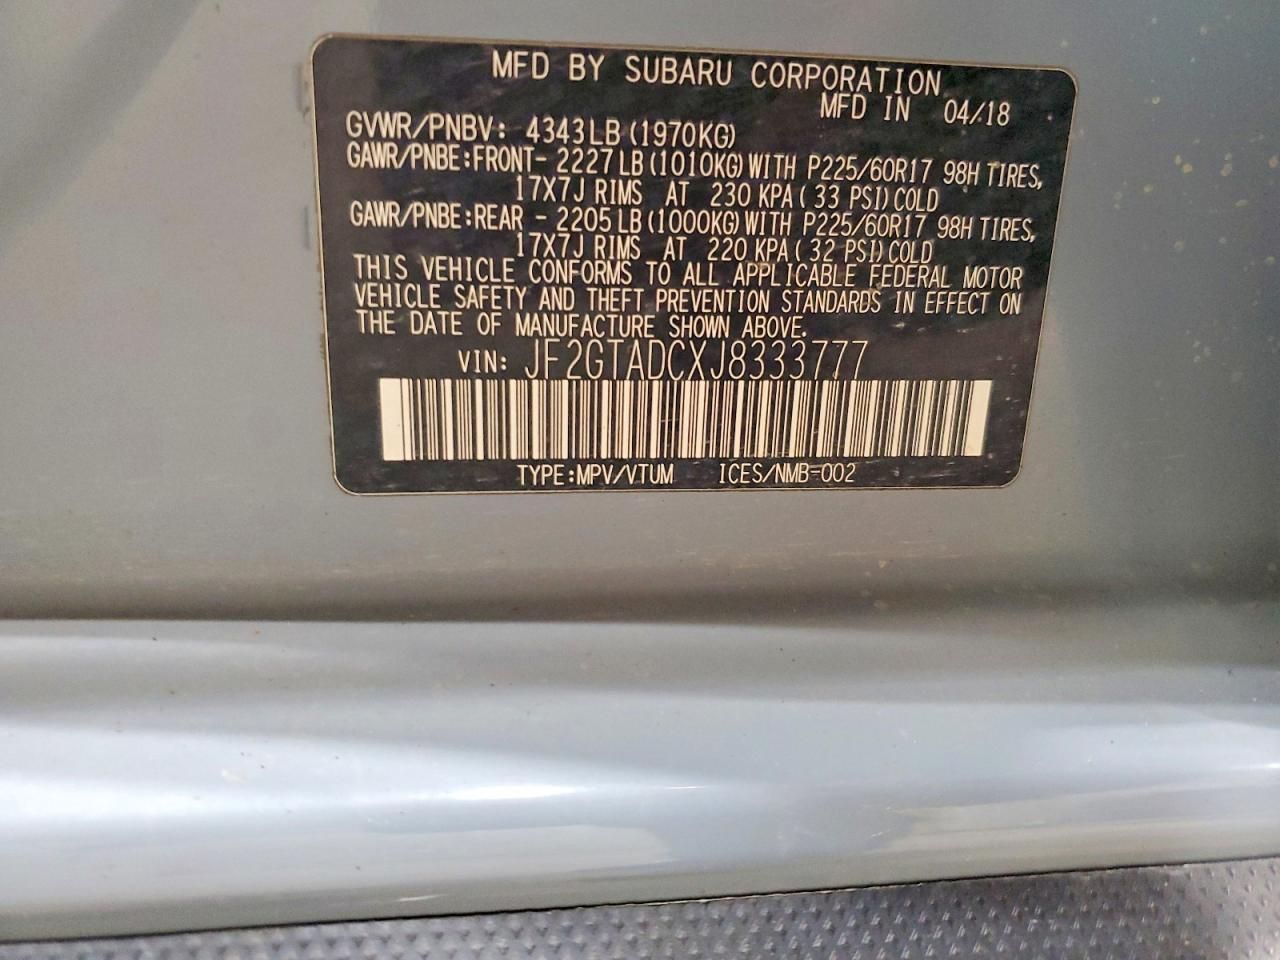 MFD BY SUBARU CORPORATION
MFD IN 04/18
GVWR/PNBV: 4343LB(1970KG)
GAWR/PNBE:FRONT- 2227LB(1010KG)WITH P225/60R17 98H TIRES,
17X7J RIMS AT 230 KPA( 33 PSI)COLD
GAWR/PNBE:REAR - 2205LB(1000KG)WITH P225/60R17 98H TIRES,
17X7J RIMS AT 220 KPA( 32 PSI)COLD
THIS VEHICLE CONFORMS TO ALL APPLICABLE FEDERAL MOTOR
VEHICLE SAFETY AND THEFT PREVENTION STANDARDS IN EFFECT ON
THE DATE OF MANUFACTURE SHOWN ABOVE.
VIN: JF2GTADCXJ8333777
TYPE:MPV/VTUM ICES/NMB-002